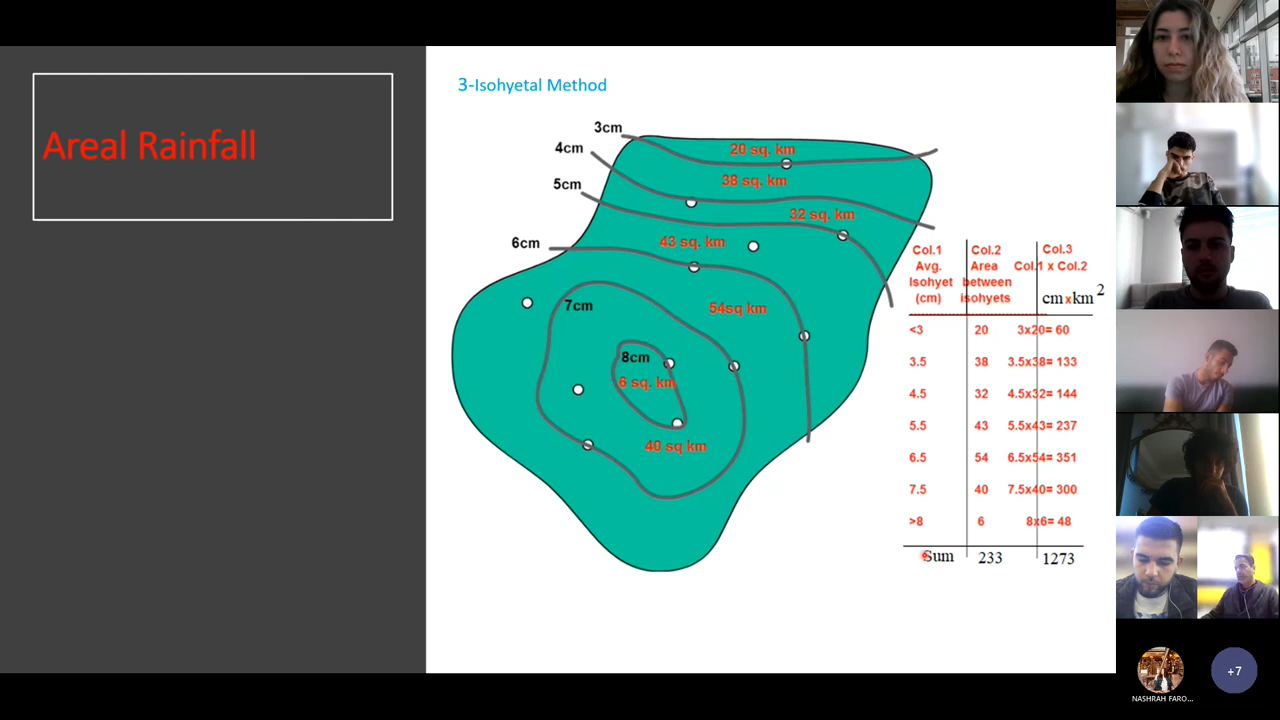 Areal Rainfall
3-Isohyetal Method
3cm
20 sq. km
4cm
38 sq. km
5cm
32 sq. km
6cm
43 sq. km
7cm
54sq km
8cm
6 sq. km
40 sq km
Col.1 Col.2 Col.3
Avg. Area Col.1 x Col.2
Isohyet between
(cm) isohyets cmxkm2
<3 20 3x20= 60
3.5 38 3.5x38= 133
4.5 32 4.5x32= 144
5.5 43 5.5x43= 237
6.5 54 6.5x54= 351
7.5 40 7.5x40= 300
>8 6 8x6= 48
Sum 233 1273
NASHRAH FARO...
+7